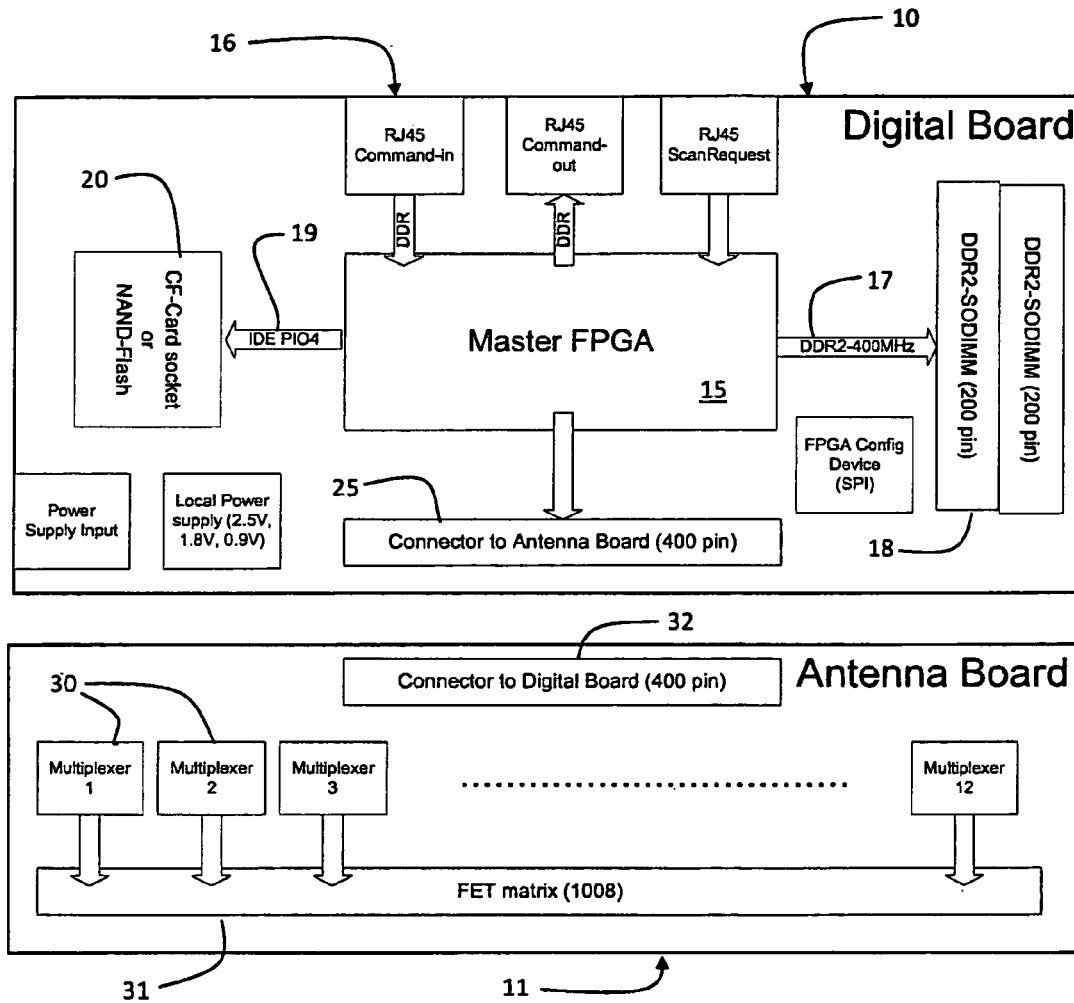 16
10
Digital Board
RJ45
Command-in
RJ45
Command-
out
RJ45
ScanRequest
DDR
DDR
20
19
17
CF-Card socket
or
NAND-Flash
IDE PIO4
Master FPGA
15
DDR2-400MHz
DDR2-SODIMM (200 pin)
DDR2-SODIMM (200 pin)
FPGA Config
Device
(SPI)
Power
Supply Input
Local Power
supply (2.5V,
1.8V, 0.9V)
25
Connector to Antenna Board (400 pin)
18
32
Connector to Digital Board (400 pin)
Antenna Board
30
Multiplexer
1
Multiplexer
2
Multiplexer
3
Multiplexer
12
FET matrix (1008)
31
11